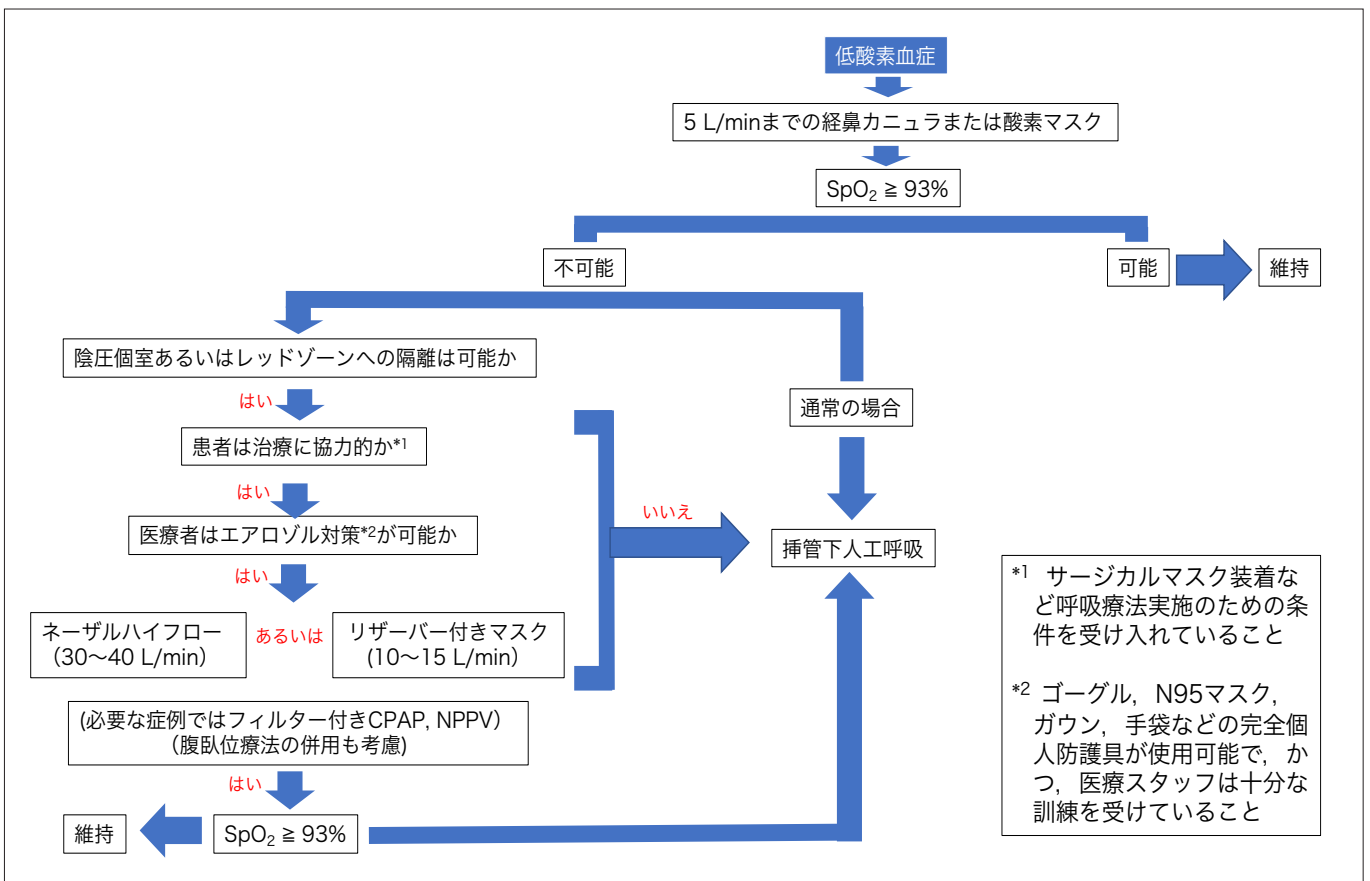 低酸素血症
5 L/minまでの経鼻カニュラまたは酸素マスク
SpO₂ ≧ 93%
不可能
可能
維持
陰圧個室あるいはレッドゾーンへの隔離は可能か
はい
通常の場合
患者は治療に協力的か*¹
はい
いいえ
医療者はエアロゾル対策*²が可能か
挿管下人工呼吸
はい
ネーザルハイフロー
（30〜40 L/min）
あるいは
リザーバー付きマスク
(10〜15 L/min）
(必要な症例ではフィルター付きCPAP, NPPV）
（腹臥位療法の併用も考慮)
はい
維持
SpO₂ ≧ 93%
*¹ サージカルマスク装着な
ど呼吸療法実施のための条
件を受け入れていること
*² ゴーグル，N95マスク，
ガウン，手袋などの完全個
人防護具が使用可能で，か
つ，医療スタッフは十分な
訓練を受けていること